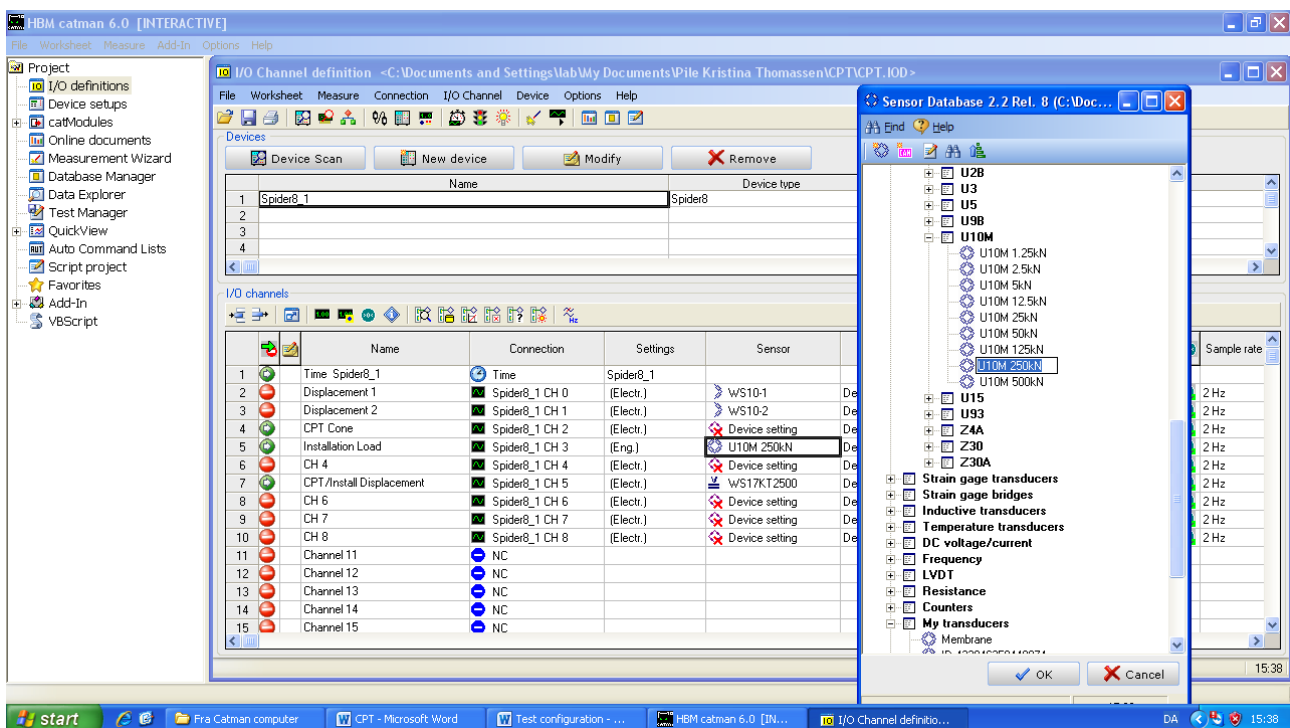 HBM catman 6.0 [INTERACTIVE]
File Worksheet Measure Add-In Options Help
Project
I/O definitions
Device setups
catModules
Online documents
Measurement Wizard
Database Manager
Data Explorer
Test Manager
QuickView
Auto Command Lists
Script project
Favorites
Add-In
VBScript
I/O Channel definition <C:\Documents and Settings\lab\My Documents\Pile Kristina Thomassen\CPT\CPT.IOD>
File Worksheet Measure Connection I/O Channel Device Options Help
Devices
Device Scan New device Modify Remove
Name Device type
1 Spider8_1 Spider8
2
3
4
I/O channels
Name Connection Settings Sensor Sample rate
1 Time Spider8_1 Time Spider8_1
2 Displacement 1 Spider8_1 CH 0 (Electr.) WS10-1 De 2 Hz
3 Displacement 2 Spider8_1 CH 1 (Electr.) WS10-2 De 2 Hz
4 CPT Cone Spider8_1 CH 2 (Electr.) Device setting De 2 Hz
5 Installation Load Spider8_1 CH 3 (Eng.) U10M 250kN De 2 Hz
6 CH 4 Spider8_1 CH 4 (Electr.) Device setting De 2 Hz
7 CPT/Install Displacement Spider8_1 CH 5 (Electr.) WS17KT2500 De 2 Hz
8 CH 6 Spider8_1 CH 6 (Electr.) Device setting De 2 Hz
9 CH 7 Spider8_1 CH 7 (Electr.) Device setting De 2 Hz
10 CH 8 Spider8_1 CH 8 (Electr.) Device setting De 2 Hz
11 Channel 11 NC
12 Channel 12 NC
13 Channel 13 NC
14 Channel 14 NC
15 Channel 15 NC
15:38
Sensor Database 2.2 Rel. 8 (C:\Doc...
Find Help
U2B
U3
U5
U9B
U10M
U10M 1.25kN
U10M 2.5kN
U10M 5kN
U10M 12.5kN
U10M 25kN
U10M 50kN
U10M 125kN
U10M 250kN
U10M 500kN
U15
U93
Z4A
Z30
Z30A
Strain gage transducers
Strain gage bridges
Inductive transducers
Temperature transducers
DC voltage/current
Frequency
LVDT
Resistance
Counters
My transducers
Membrane
OK Cancel
start Fra Catman computer CPT - Microsoft Word Test configuration - ... HBM catman 6.0 [IN... I/O Channel definitio... DA 15:38